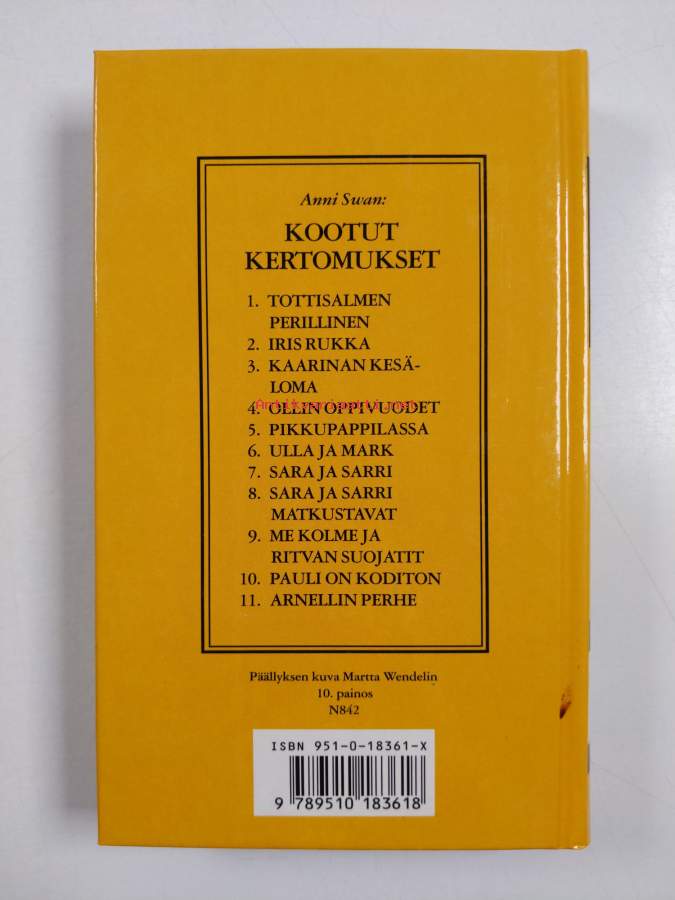 Anni Swan:
KOOTUT
KERTOMUKSET
1. TOTTISALMEN
PERILLINEN
2. IRIS RUKKA
3. KAARINAN KESÄ-
LOMA
Antikvariaatti.net
4. OLLIN OPPIVUODET
5. PIKKUPAPPILASSA
6. ULLA JA MARK
7. SARA JA SARRI
8. SARA JA SARRI
MATKUSTAVAT
9. ME KOLME JA
RITVAN SUOJATIT
10. PAULI ON KODITON
11. ARNELLIN PERHE
Päällyksen kuva Martta Wendelin
10. painos
N842
ISBN 951-0-18361-X
9 789510 183618